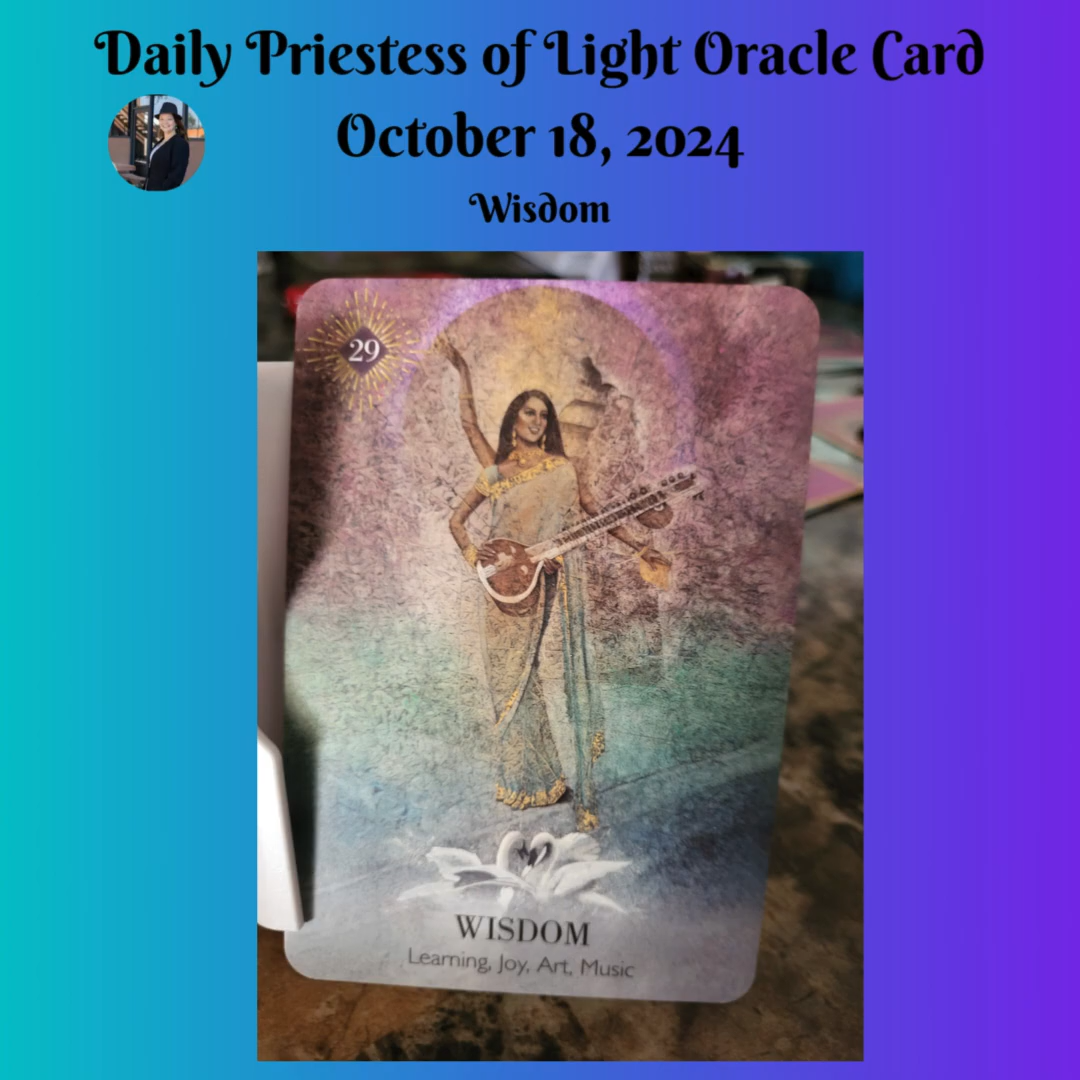 Daily Priestess of Light Oracle Card
October 18, 2024
Wisdom
29
WISDOM
Learning, Joy, Art, Music